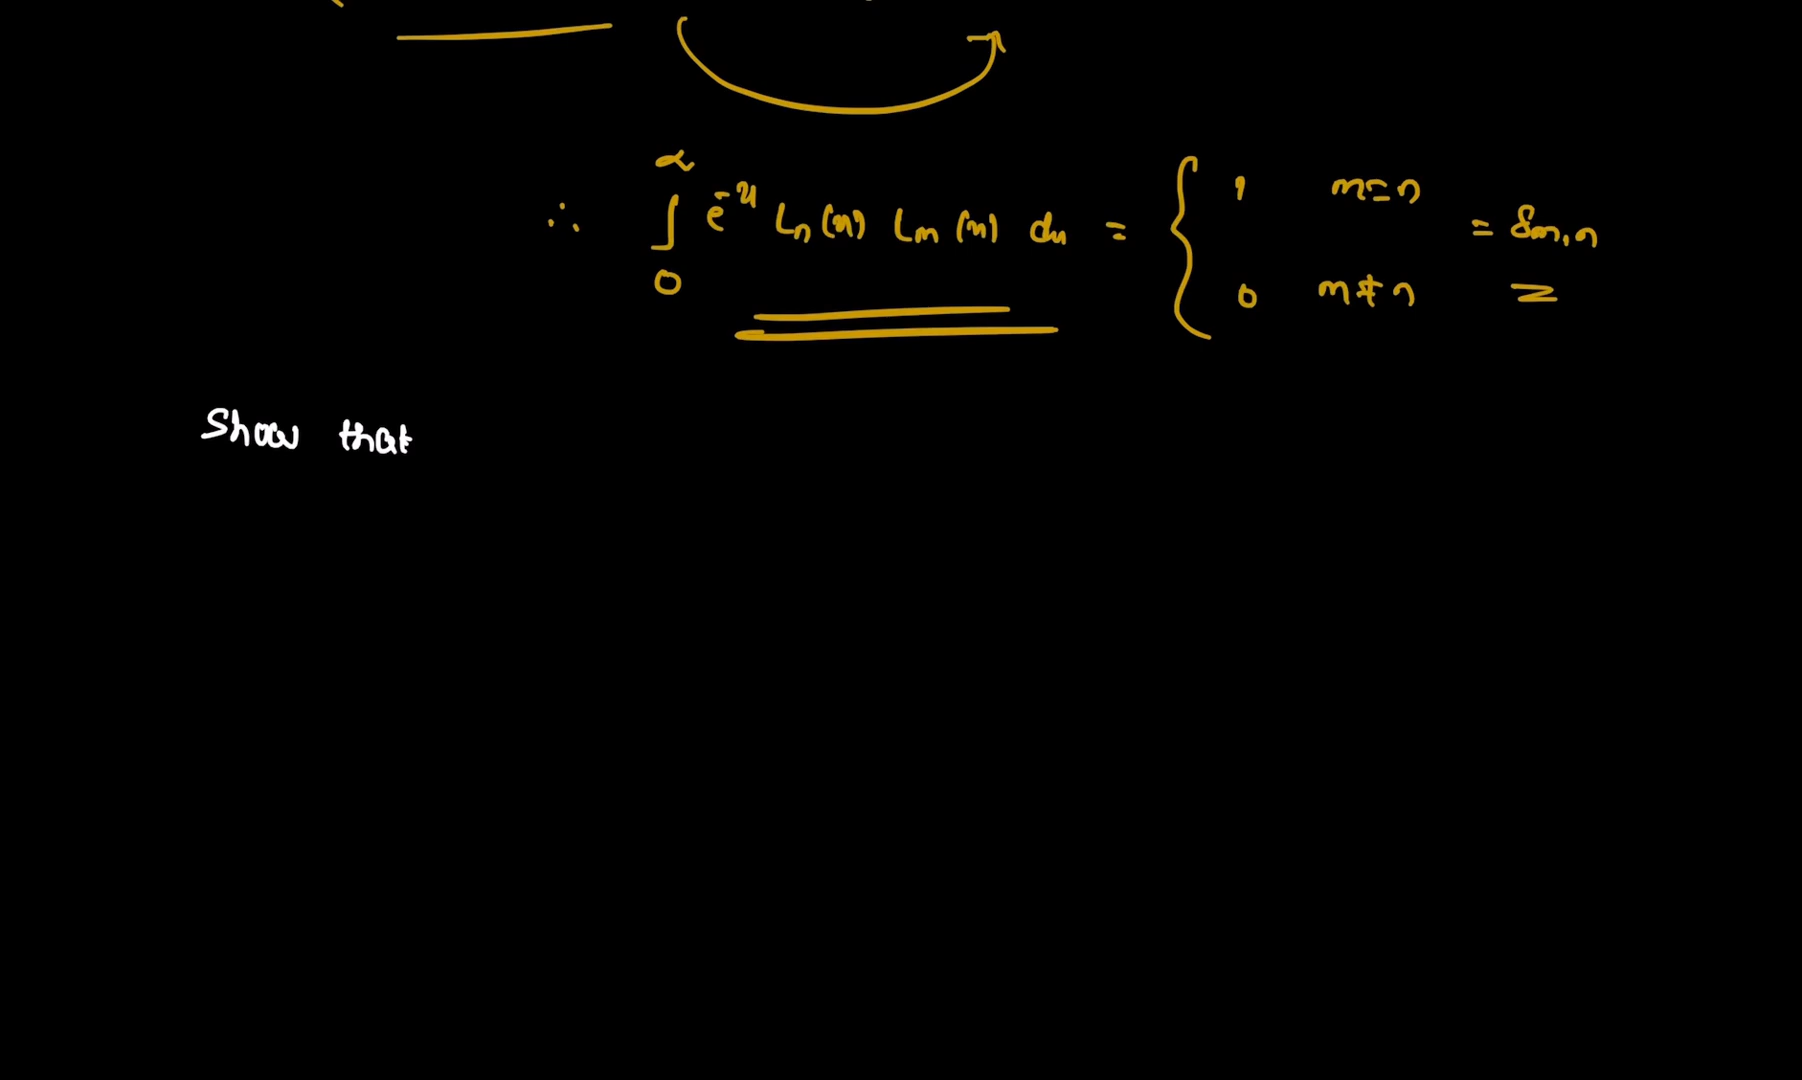 ∴ ∫₀^∝ e^{-x} Lₙ(x) Lₘ(x) dx = { 1 m=n
0 m≠n = δm,n
Show that